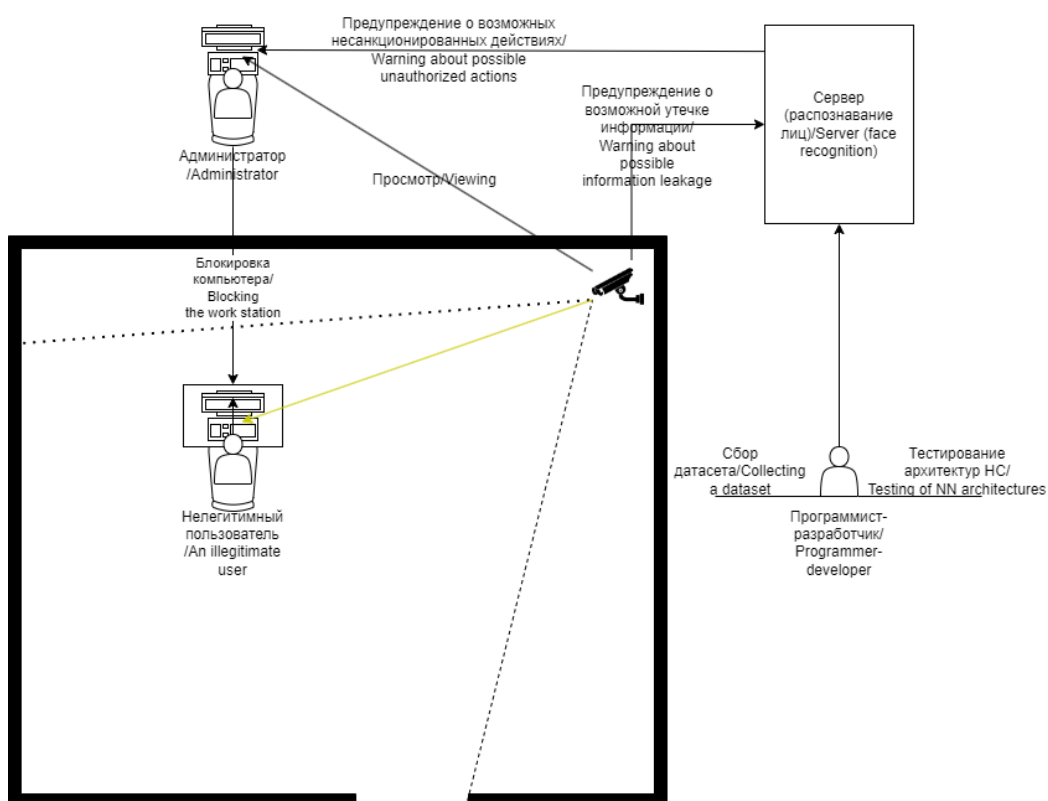 Предупреждение о возможных
несанкционированных действиях/
Warning about possible
unauthorized actions
Предупреждение о
возможной утечке
информации/
Warning about
possible
information leakage
Сервер
(распознавание
лиц)/Server (face
recognition)
Администратор
/Administrator
Просмотр/Viewing
Блокировка
компьютера/
Blocking
the work station
Нелегитимный
пользователь
/An illegitimate
user
Сбор
датасета/Collecting
a dataset
Тестирование
архитектур НС/
Testing of NN architectures
Программист-
разработчик/
Programmer-
developer